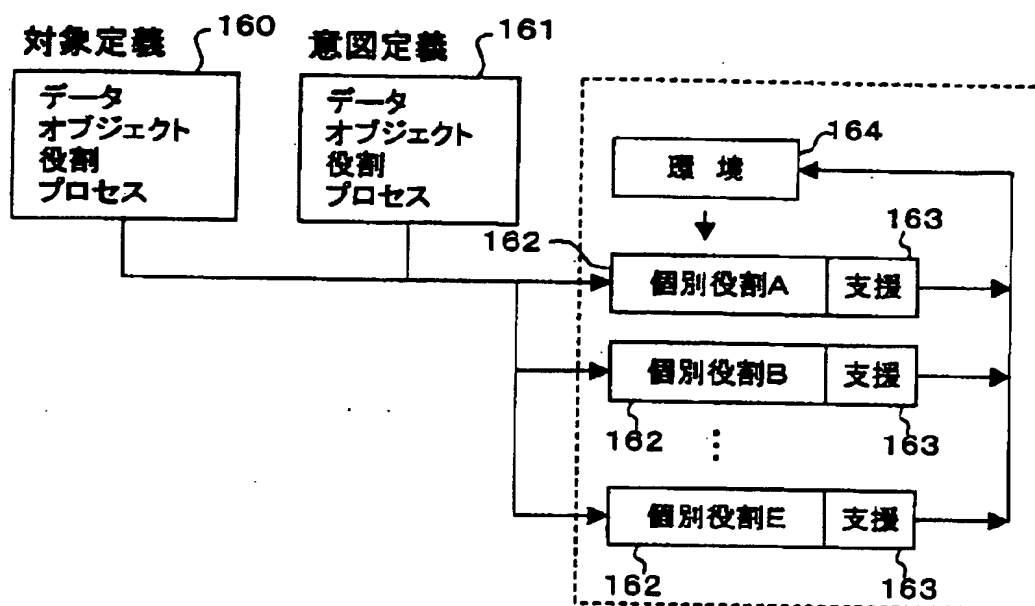 対象定義
160
データ
オブジェクト
役割
プロセス
意図定義
161
データ
オブジェクト
役割
プロセス
環 境
164
162
163
個別役割A
支援
個別役割B
支援
162
163
個別役割E
支援
162
163